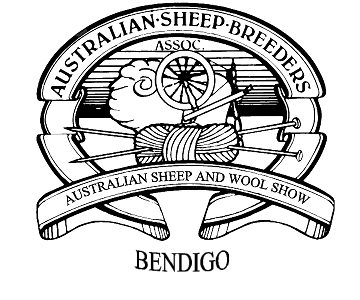 AUSTRALIAN·SHEEP·BREEDERS
ASSOC.
AUSTRALIAN SHEEP AND WOOL SHOW
BENDIGO